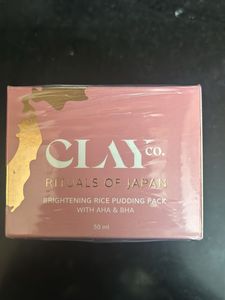 CLAY CO.
RITUALS OF JAPAN
BRIGHTENING RICE PUDDING PACK
WITH AHA & BHA
50 ml